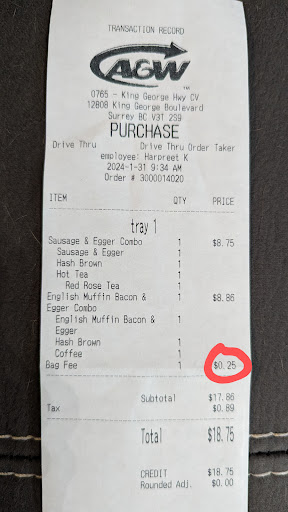 TRANSACTION RECORD
A&W
TM
0765 - King George Hwy CV
12808 King George Boulevard
Surrey BC V3T 2S9
PURCHASE
Drive Thru Drive Thru Order Taker
employee: Harpreet K
2024-1-31 9:34 AM
Order # 3000014020
ITEM QTY PRICE
tray 1
Sausage & Egger Combo 1 $8.75
Sausage & Egger 1
Hash Brown 1
Hot Tea 1
Red Rose Tea 1
English Muffin Bacon & 1 $8.86
Egger Combo
English Muffin Bacon & 1
Egger
Hash Brown 1
Coffee 1
Bag Fee 1 $0.25
Subtotal $17.86
Tax $0.89
Total $18.75
CREDIT $18.75
Rounded Adj. $0.00